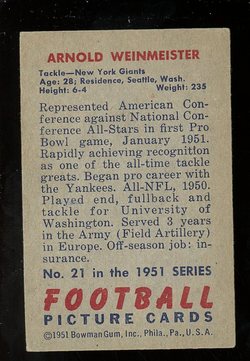 ARNOLD WEINMEISTER
Tackle—New York Giants
Age: 28; Residence, Seattle, Wash.
Height: 6-4 Weight: 235
Represented American Con-
ference against National Con-
ference All-Stars in first Pro
Bowl game, January 1951.
Rapidly achieving recognition
as one of the all-time tackle
greats. Began pro career with
the Yankees. All-NFL, 1950.
Played end, fullback and
tackle for University of
Washington. Served 3 years
in the Army (Field Artillery)
in Europe. Off-season job: in-
surance.
No. 21 in the 1951 SERIES
FOOTBALL
PICTURE CARDS
©1951 Bowman Gum, Inc., Phila., Pa., U. S. A.